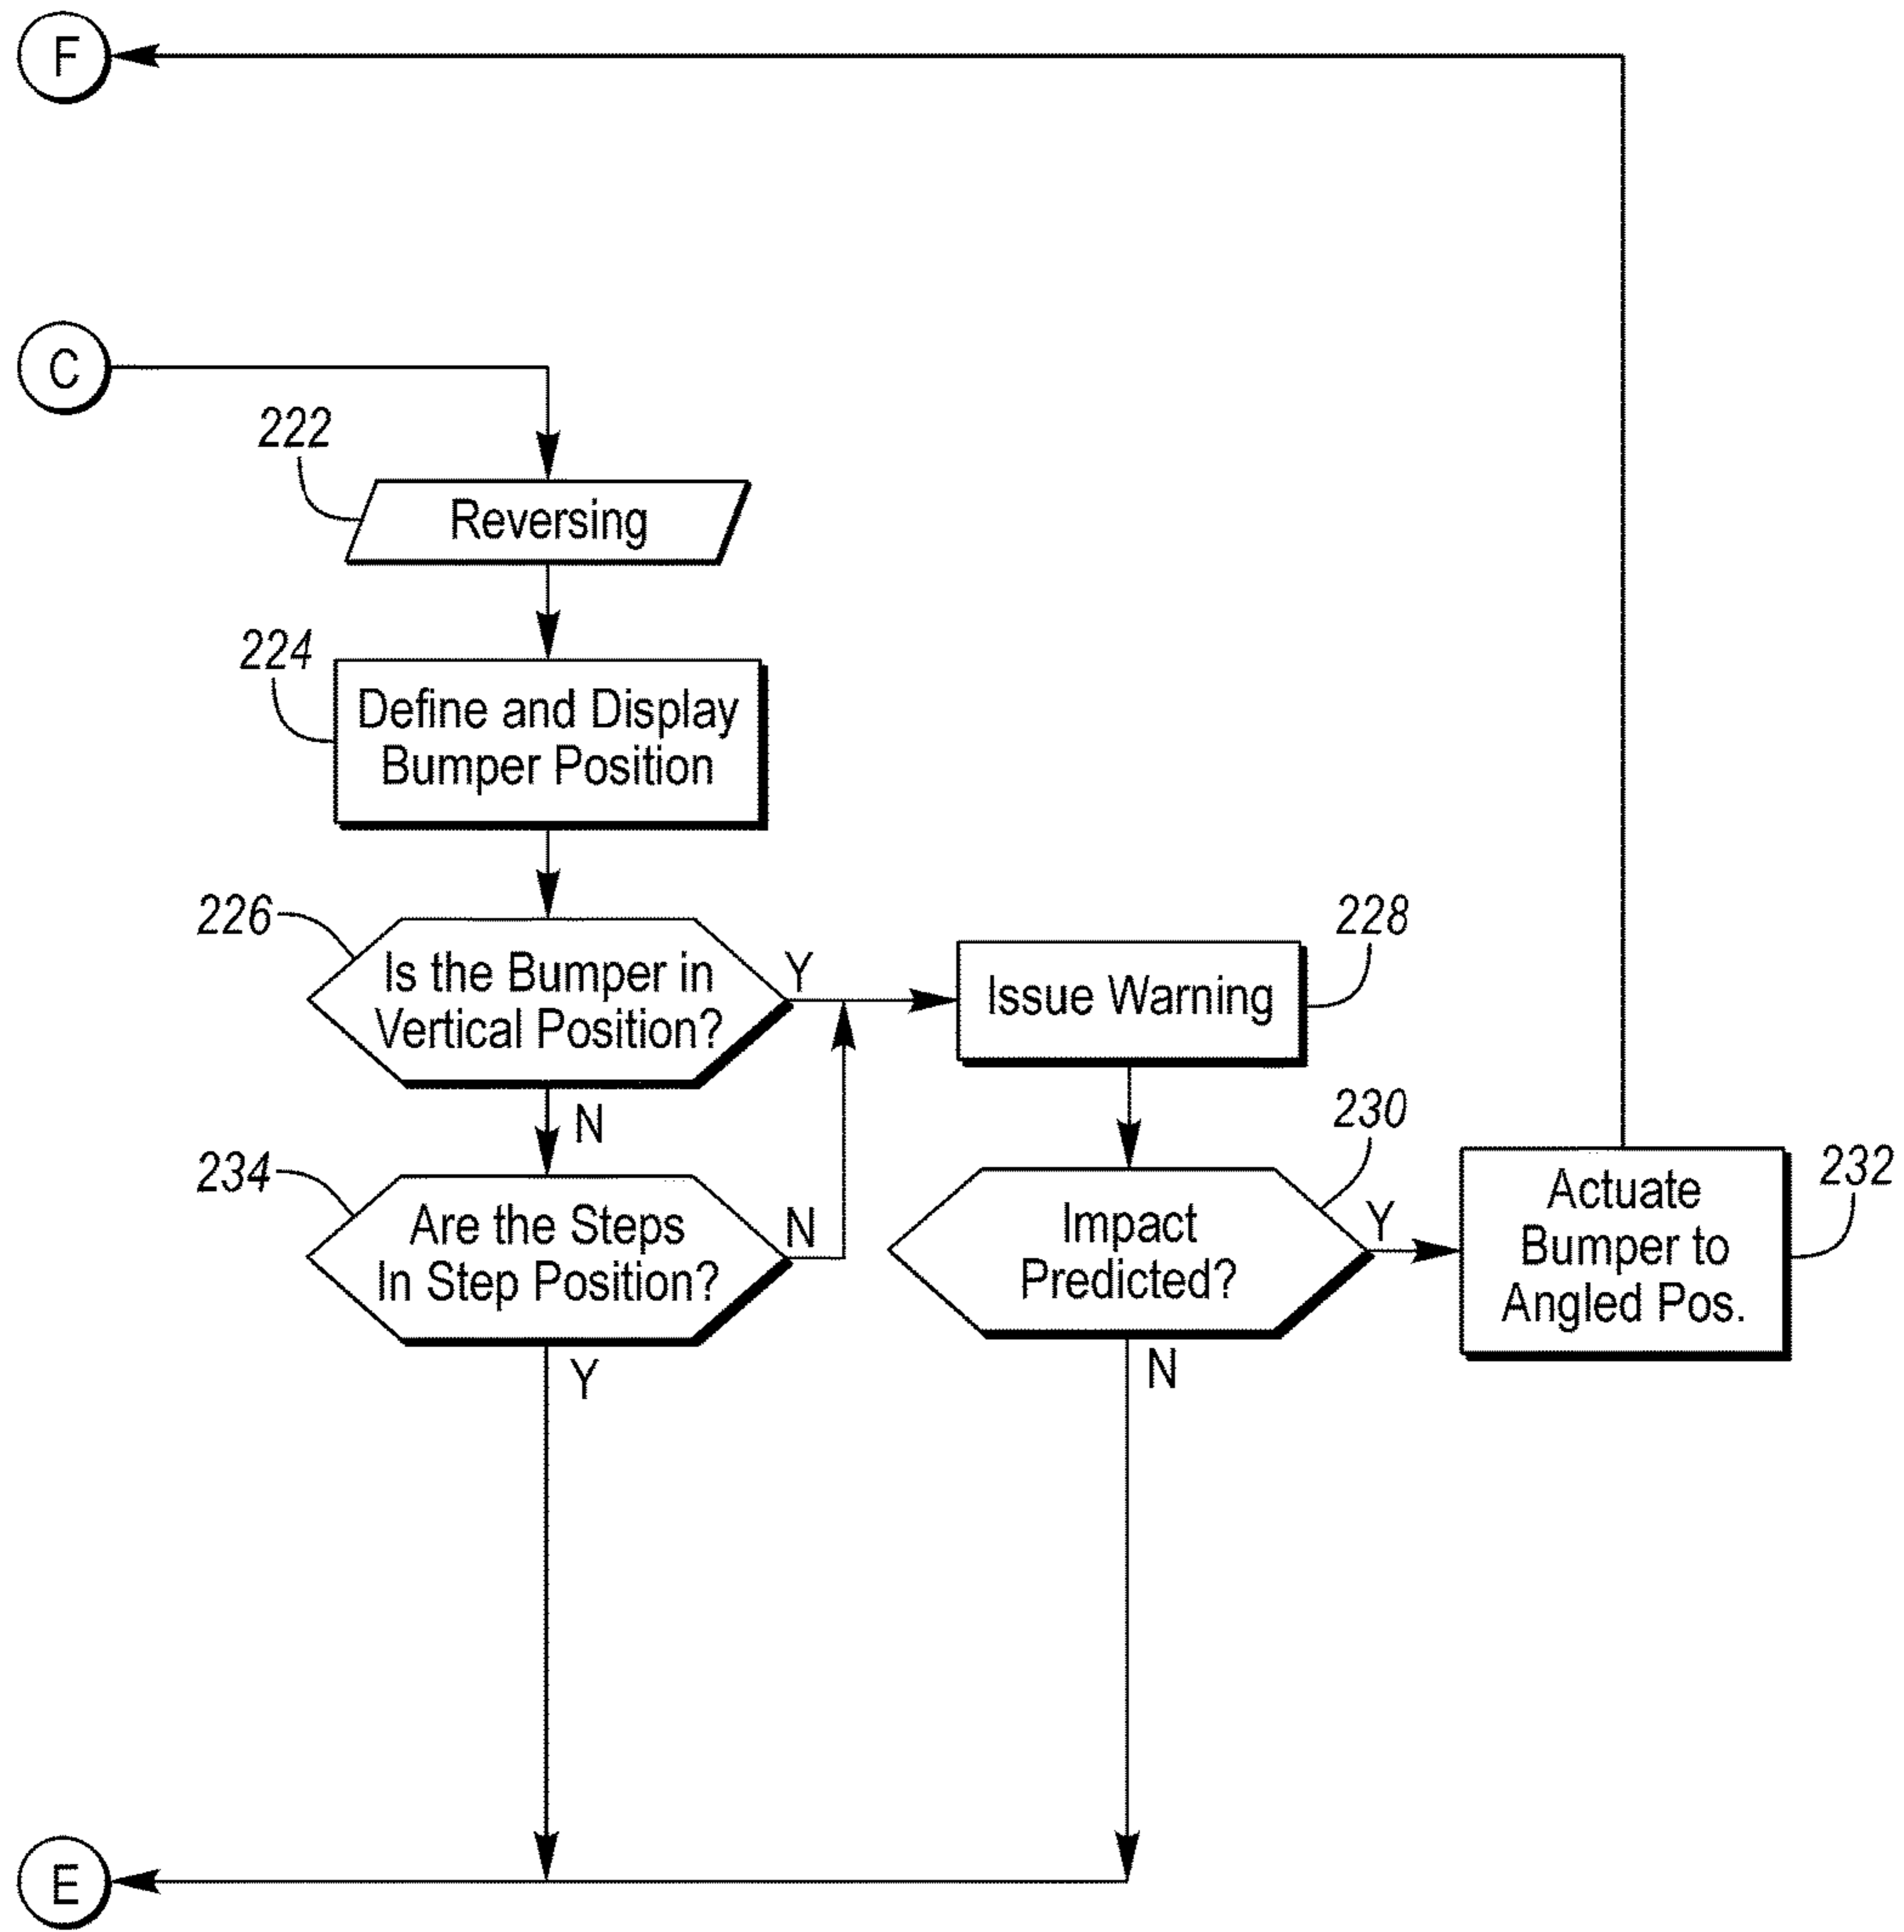 F
C
222
Reversing
224
Define and Display
Bumper Position
226
Is the Bumper in
Vertical Position?
Y
N
228
Issue Warning
230
Impact
Predicted?
Y
N
232
Actuate
Bumper to
Angled Pos.
234
Are the Steps
In Step Position?
N
Y
E